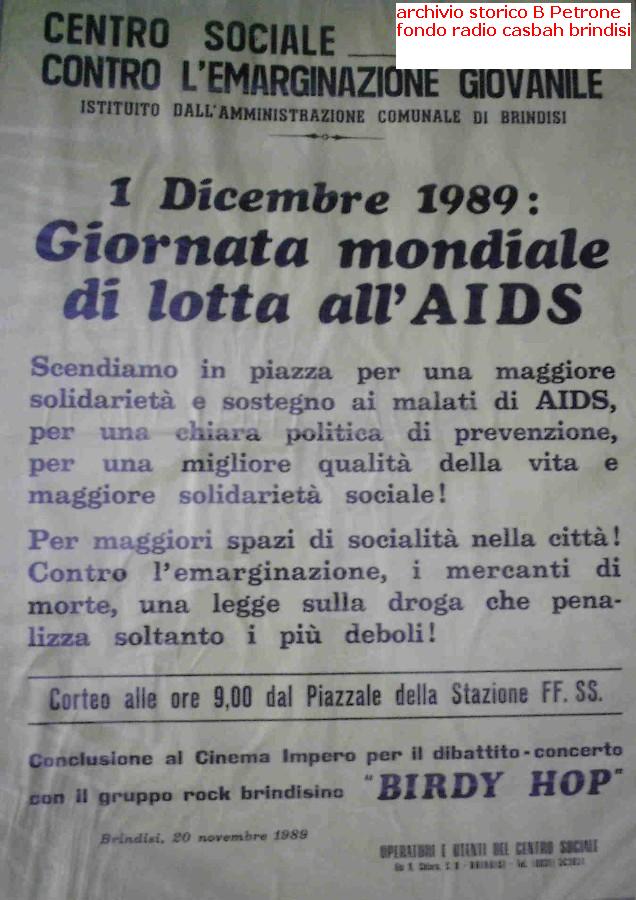 archivio storico B Petrone
fondo radio casbah brindisi
CENTRO SOCIALE
CONTRO L'EMARGINAZIONE GIOVANILE
ISTITUITO DALL'AMMINISTRAZIONE COMUNALE DI BRINDISI
1 Dicembre 1989:
Giornata mondiale
di lotta all'AIDS
Scendiamo in piazza per una maggiore
solidarietà e sostegno ai malati di AIDS,
per una chiara politica di prevenzione,
per una migliore qualità della vita e
maggiore solidarietà sociale!
Per maggiori spazi di socialità nella città!
Contro l'emarginazione, i mercanti di
morte, una legge sulla droga che pena-
lizza soltanto i più deboli!
Corteo alle ore 9,00 dal Piazzale della Stazione FF. SS.
Conclusione al Cinema Impero per il dibattito-concerto
con il gruppo rock brindisino "BIRDY HOP"
Brindisi, 20 novembre 1989
OPERATORI E UTENTI DEL CENTRO SOCIALE
BRINDISI